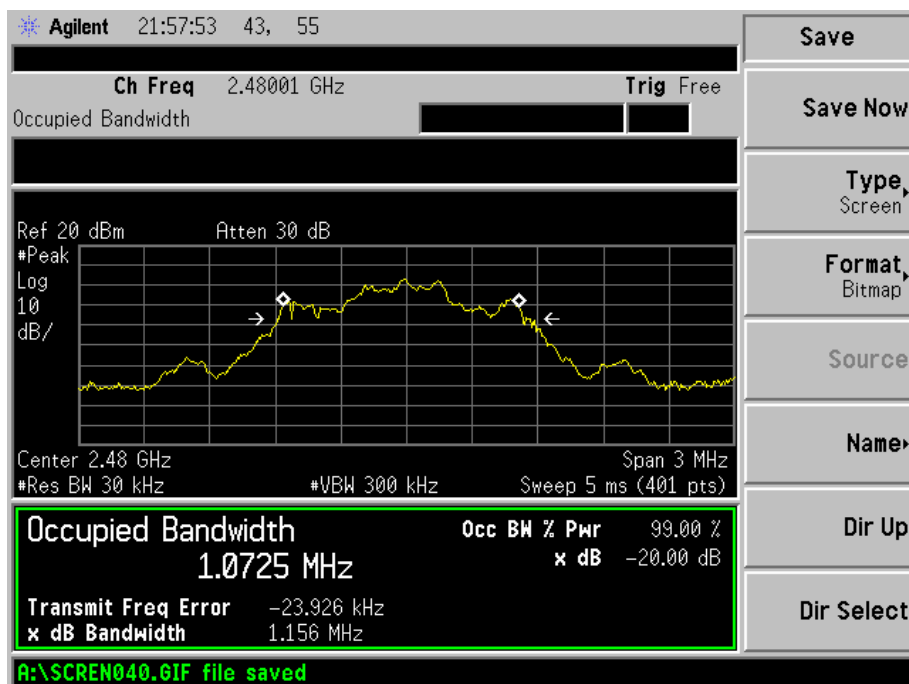 Agilent 21:57:53 43, 55
Ch Freq 2.48001 GHz Trig Free
Occupied Bandwidth
Ref 20 dBm Atten 30 dB
#Peak
Log
10
dB/
Center 2.48 GHz Span 3 MHz
#Res BW 30 kHz #VBW 300 kHz Sweep 5 ms (401 pts)
Occupied Bandwidth Occ BW % Pwr 99.00 %
1.0725 MHz x dB -20.00 dB
Transmit Freq Error -23.926 kHz
x dB Bandwidth 1.156 MHz
A:\SCREN040.GIF file saved
Save
Save Now
Type
Screen
Format
Bitmap
Source
Name
Dir Up
Dir Select